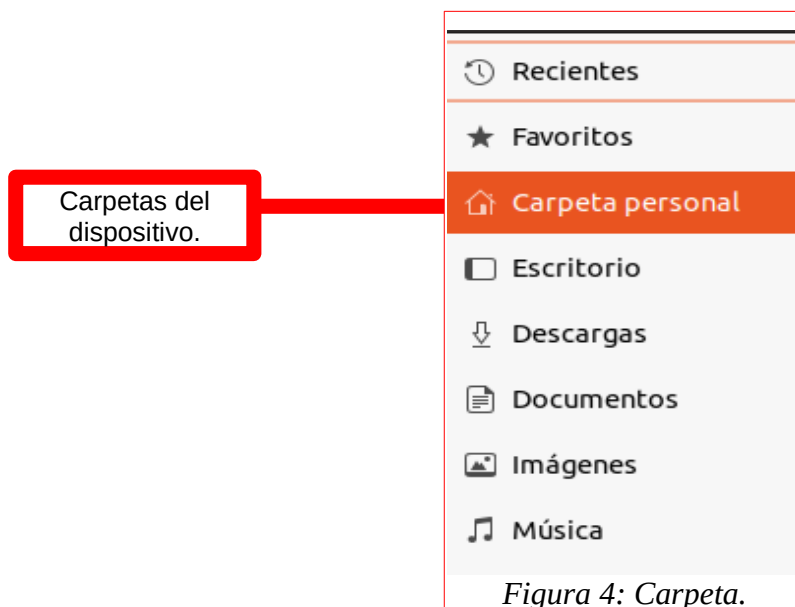 Recientes
Favoritos
Carpetas del
dispositivo.
Carpeta personal
Escritorio
Descargas
Documentos
Imágenes
Música
Figura 4: Carpeta.